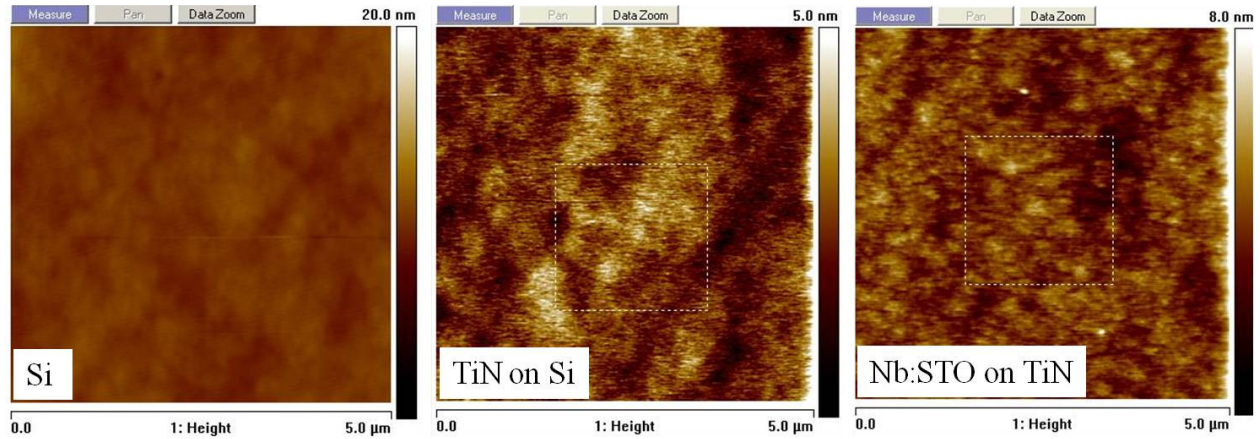 Measure Pan Data Zoom 20.0 nm
Si
0.0 1: Height 5.0 µm
Measure Pan Data Zoom 5.0 nm
TiN on Si
0.0 1: Height 5.0 µm
Measure Pan Data Zoom 8.0 nm
Nb:STO on TiN
0.0 1: Height 5.0 µm